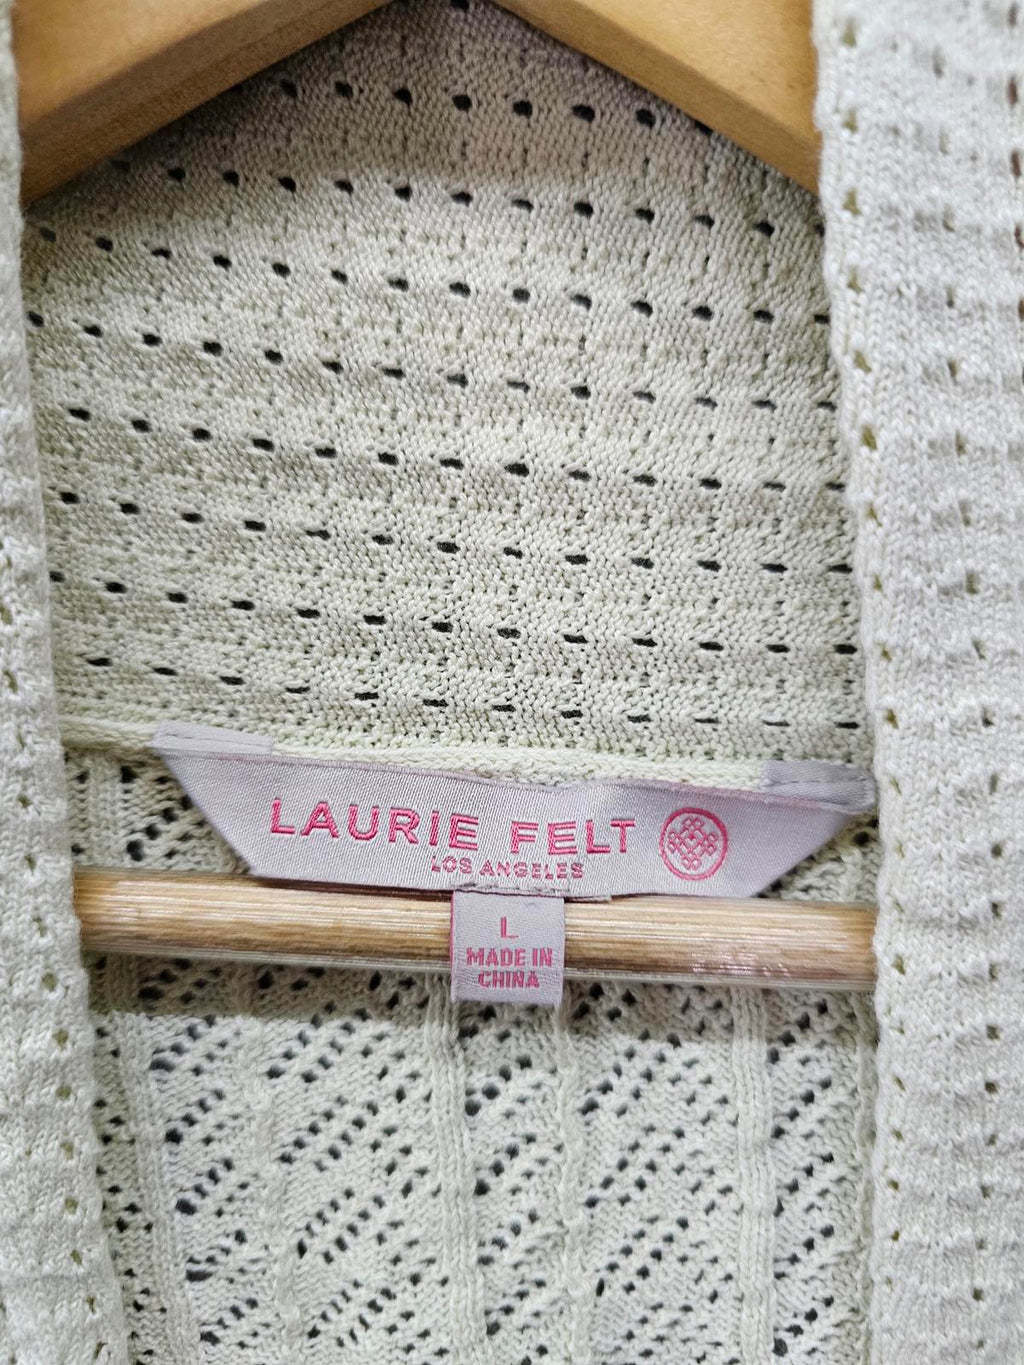 LAURIE FELT
LOS ANGELES
L
MADE IN
CHINA